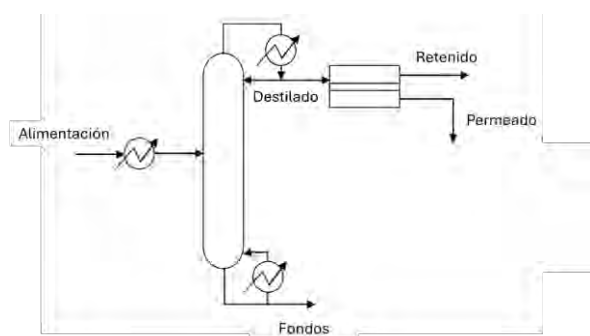 Retenido
Destilado
Permeado
Alimentación
Fondos